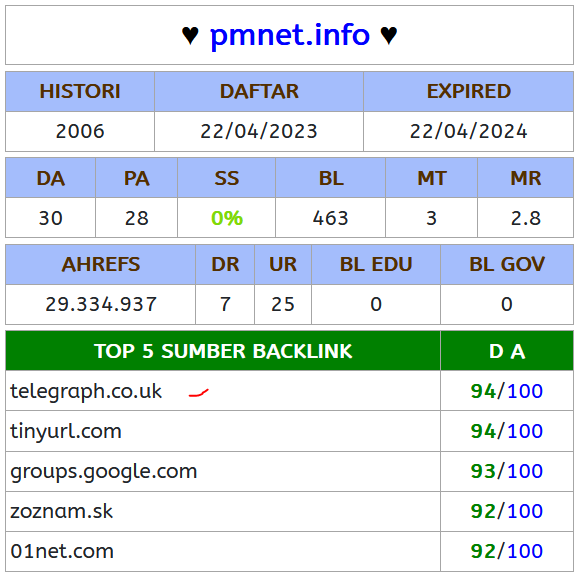 ♥ pmnet.info ♥
HISTORI DAFTAR EXPIRED
2006 22/04/2023 22/04/2024
DA PA SS BL MT MR
30 28 0% 463 3 2.8
AHREFS DR UR BL EDU BL GOV
29.334.937 7 25 0 0
TOP 5 SUMBER BACKLINK D A
telegraph.co.uk 94/100
tinyurl.com 94/100
groups.google.com 93/100
zoznam.sk 92/100
01net.com 92/100